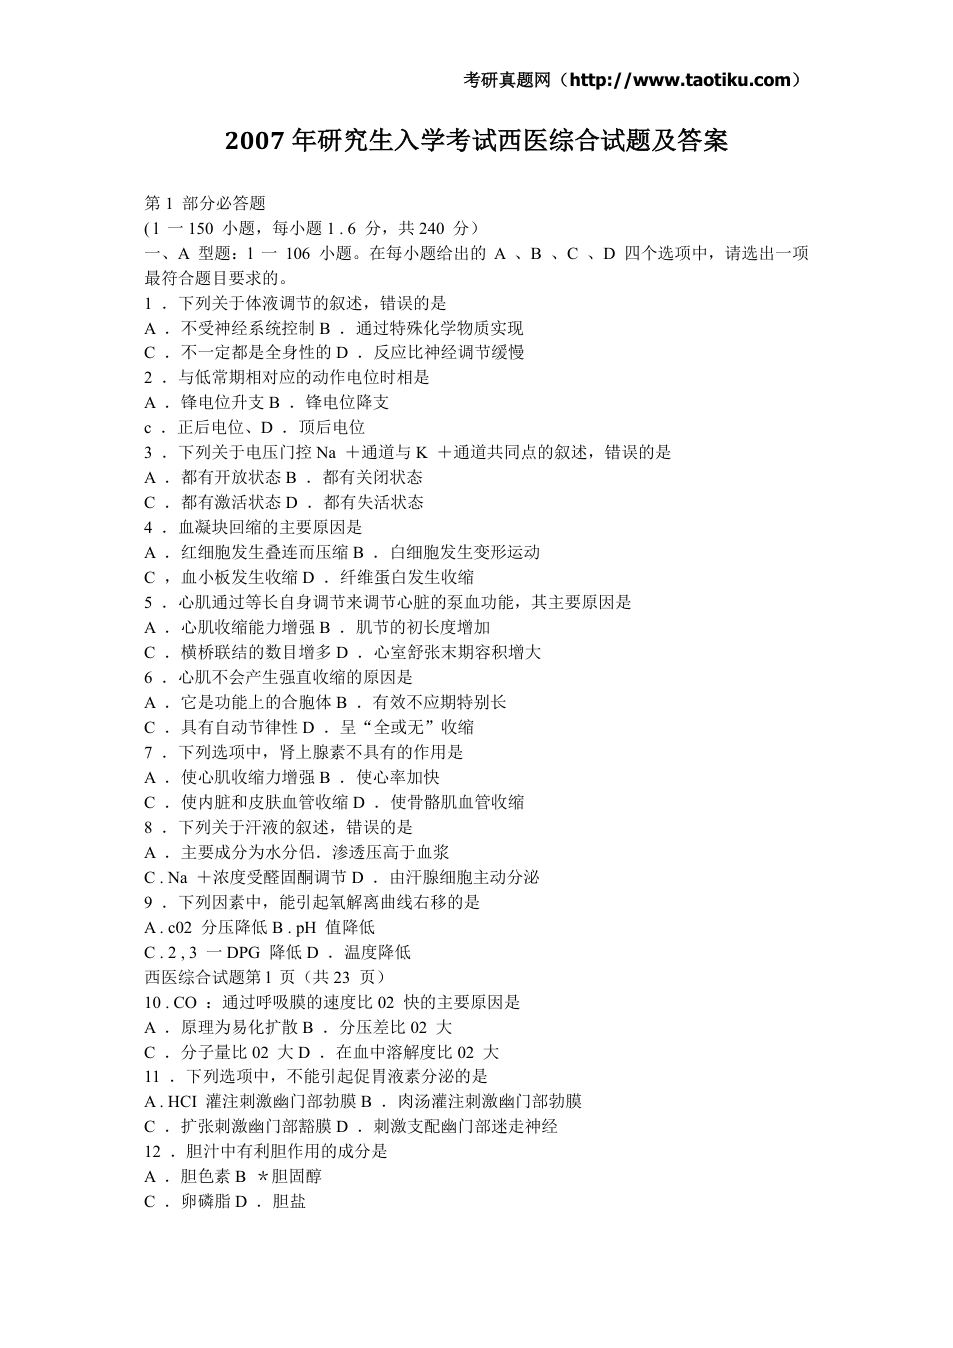 考研真题网（http://www.taotiku.com）
2007 年研究生入学考试西医综合试题及答案
第 1 部分必答题
( 1 一 150 小题，每小题 1 . 6 分，共 240 分）
一、A 型题：l 一 106 小题。在每小题给出的 A 、B 、C 、D 四个选项中，请选出一项
最符合题目要求的。
1 ．下列关于体液调节的叙述，错误的是
A ．不受神经系统控制 B ．通过特殊化学物质实现
C ．不一定都是全身性的 D ．反应比神经调节缓慢
2 ．与低常期相对应的动作电位时相是
A ．锋电位升支 B ．锋电位降支
c ．正后电位、D ．顶后电位
3 ．下列关于电压门控 Na ＋通道与 K ＋通道共同点的叙述，错误的是
A ．都有开放状态 B ．都有关闭状态
C ．都有激活状态 D ．都有失活状态
4 ．血凝块回缩的主要原因是
A ．红细胞发生叠连而压缩 B ．白细胞发生变形运动
C ，血小板发生收缩 D ．纤维蛋白发生收缩
5 ．心肌通过等长自身调节来调节心脏的泵血功能，其主要原因是
A ．心肌收缩能力增强 B ．肌节的初长度增加
C ．横桥联结的数目增多 D ．心室舒张末期容积增大
6 ．心肌不会产生强直收缩的原因是
A ．它是功能上的合胞体 B ．有效不应期特别长
C ．具有自动节律性 D ．呈“全或无”收缩
7 ．下列选项中，肾上腺素不具有的作用是
A ．使心肌收缩力增强 B ．使心率加快
C ．使内脏和皮肤血管收缩 D ．使骨骼肌血管收缩
8 ．下列关于汗液的叙述，错误的是
A ．主要成分为水分侣．渗透压高于血浆
C . Na ＋浓度受醛固酮调节 D ．由汗腺细胞主动分泌
9 ．下列因素中，能引起氧解离曲线右移的是
A . c02 分压降低 B . pH 值降低
C . 2 , 3 一 DPG 降低 D ．温度降低
西医综合试题第 l 页（共 23 页）
10 . CO ：通过呼吸膜的速度比 02 快的主要原因是
A ．原理为易化扩散 B ．分压差比 02 大
C ．分子量比 02 大 D ．在血中溶解度比 02 大
11 ．下列选项中，不能引起促胃液素分泌的是
A . HCI 灌注刺激幽门部勃膜 B ．肉汤灌注刺激幽门部勃膜
C ．扩张刺激幽门部豁膜 D ．刺激支配幽门部迷走神经
12 ．胆汁中有利胆作用的成分是
A ．胆色素 B ＊胆固醇
C ．卵磷脂 D ．胆盐